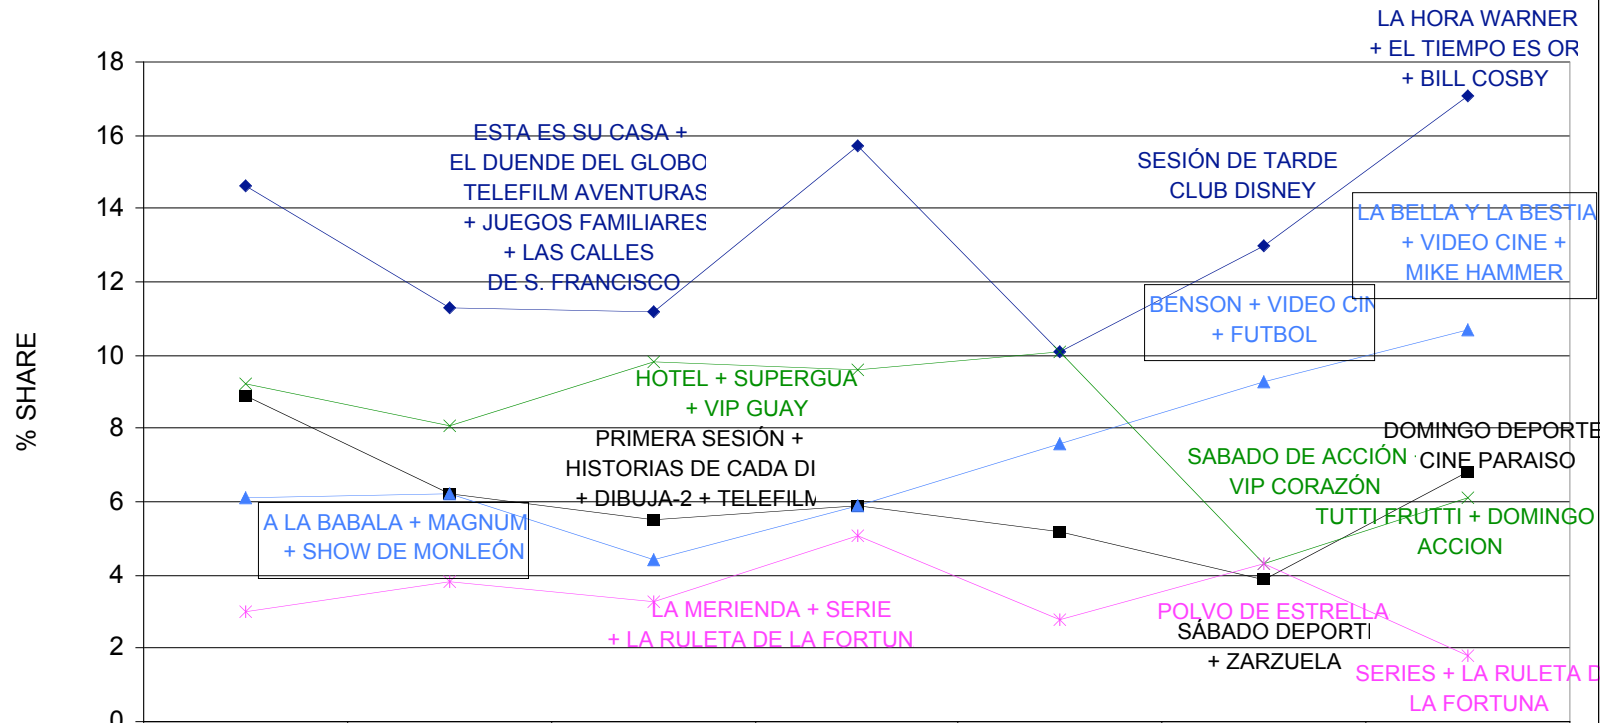 LA HORA WARNER
+ EL TIEMPO ES OR
+ BILL COSBY
18
16
14
12
10
8
6
4
2
0
% SHARE
ESTA ES SU CASA +
EL DUENDE DEL GLOBO
TELEFILM AVENTURAS
+ JUEGOS FAMILIARES
+ LAS CALLES
DE S. FRANCISCO
SESIÓN DE TARDE
CLUB DISNEY
LA BELLA Y LA BESTIA
+ VIDEO CINE +
MIKE HAMMER
BENSON + VIDEO CIN
+ FUTBOL
HOTEL + SUPERGUA
+ VIP GUAY
PRIMERA SESIÓN +
HISTORIAS DE CADA DI
+ DIBUJA-2 + TELEFILM
DOMINGO DEPORTE
CINE PARAISO
SABADO DE ACCIÓN
VIP CORAZÓN
TUTTI FRUTTI + DOMINGO
ACCION
A LA BABALA + MAGNUM
+ SHOW DE MONLEÓN
LA MERIENDA + SERIE
+ LA RULETA DE LA FORTUN
POLVO DE ESTRELLA
SÁBADO DEPORTI
+ ZARZUELA
SERIES + LA RULETA D
LA FORTUNA